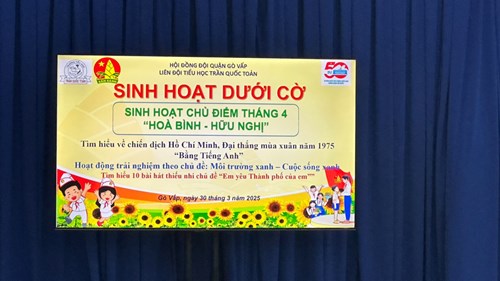 HỘI ĐỒNG ĐỘI QUẬN GÒ VẤP
LIÊN ĐỘI TIỂU HỌC TRẦN QUỐC TOẢN
SINH HOẠT DƯỚI CỜ
SINH HOẠT CHỦ ĐIỂM THÁNG 4
“HOÀ BÌNH - HỮU NGHỊ”
Tìm hiểu về chiến dịch Hồ Chí Minh, Đại thắng mùa xuân năm 1975
“Bằng Tiếng Anh”
Hoạt động trải nghiệm theo chủ đề: Môi trường xanh – Cuộc sống xanh
Tìm hiểu 10 bài hát thiếu nhi chủ đề “Em yêu Thành phố của em”
Gò Vấp, ngày 30 tháng 3 năm 2025